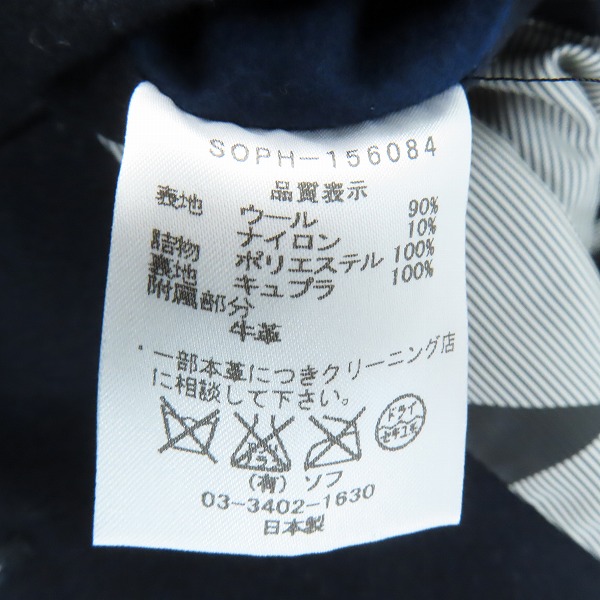 SOPH-156084
品質表示
表地 ウール 90%
ナイロン 10%
詰物 ポリエステル 100%
裏地 キュプラ 100%
附属部分
牛革
・一部本革につきクリーニング店
に相談して下さい。
ドライ
セキユ系
(有) ソフ
03-3402-1630
日本製